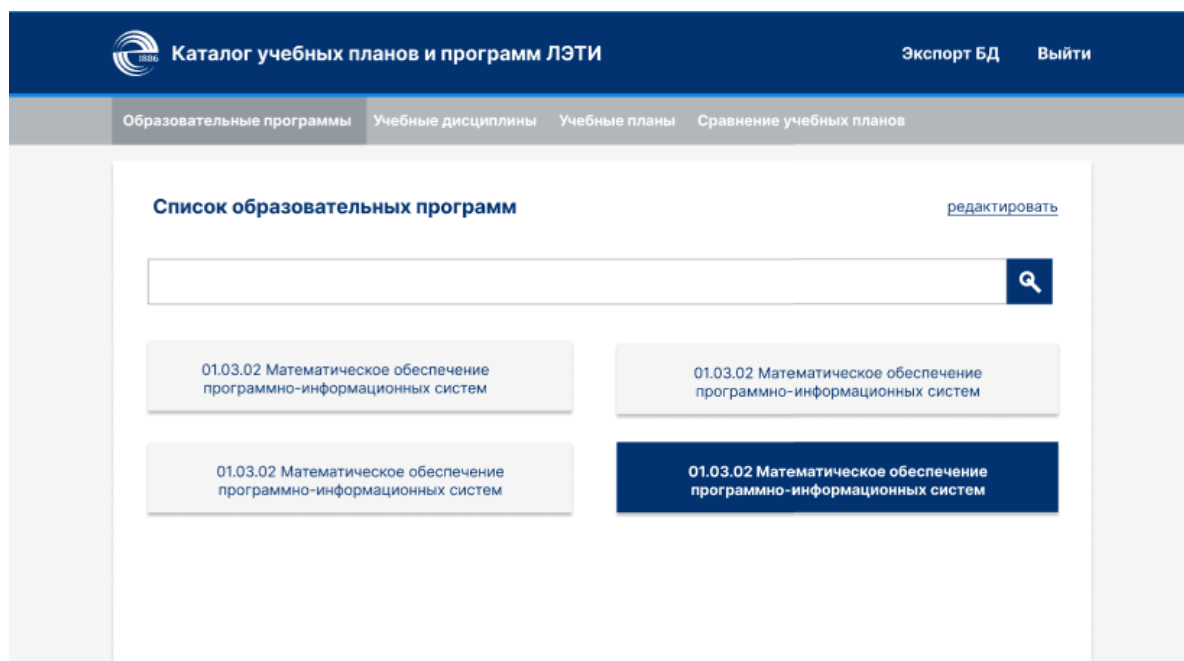 1886
Каталог учебных планов и программ ЛЭТИ
Экспорт БД
Выйти
Образовательные программы
Учебные дисциплины
Учебные планы
Сравнение учебных планов
Список образовательных программ
редактировать
01.03.02 Математическое обеспечение
программно-информационных систем
01.03.02 Математическое обеспечение
программно-информационных систем
01.03.02 Математическое обеспечение
программно-информационных систем
01.03.02 Математическое обеспечение
программно-информационных систем